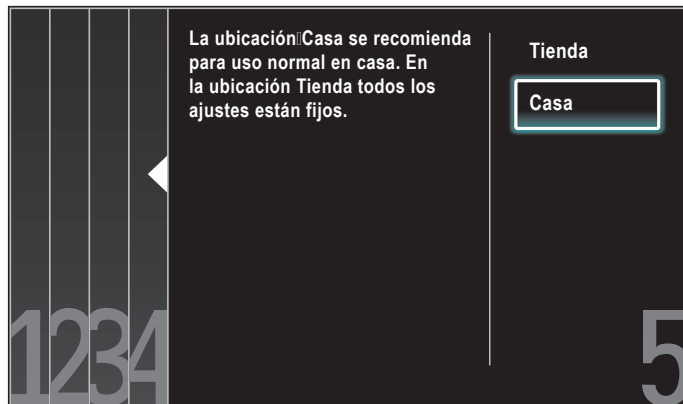 La ubicación▯Casa se recomienda
para uso normal en casa. En
la ubicación Tienda todos los
ajustes están fijos.
Tienda
Casa
1234
5